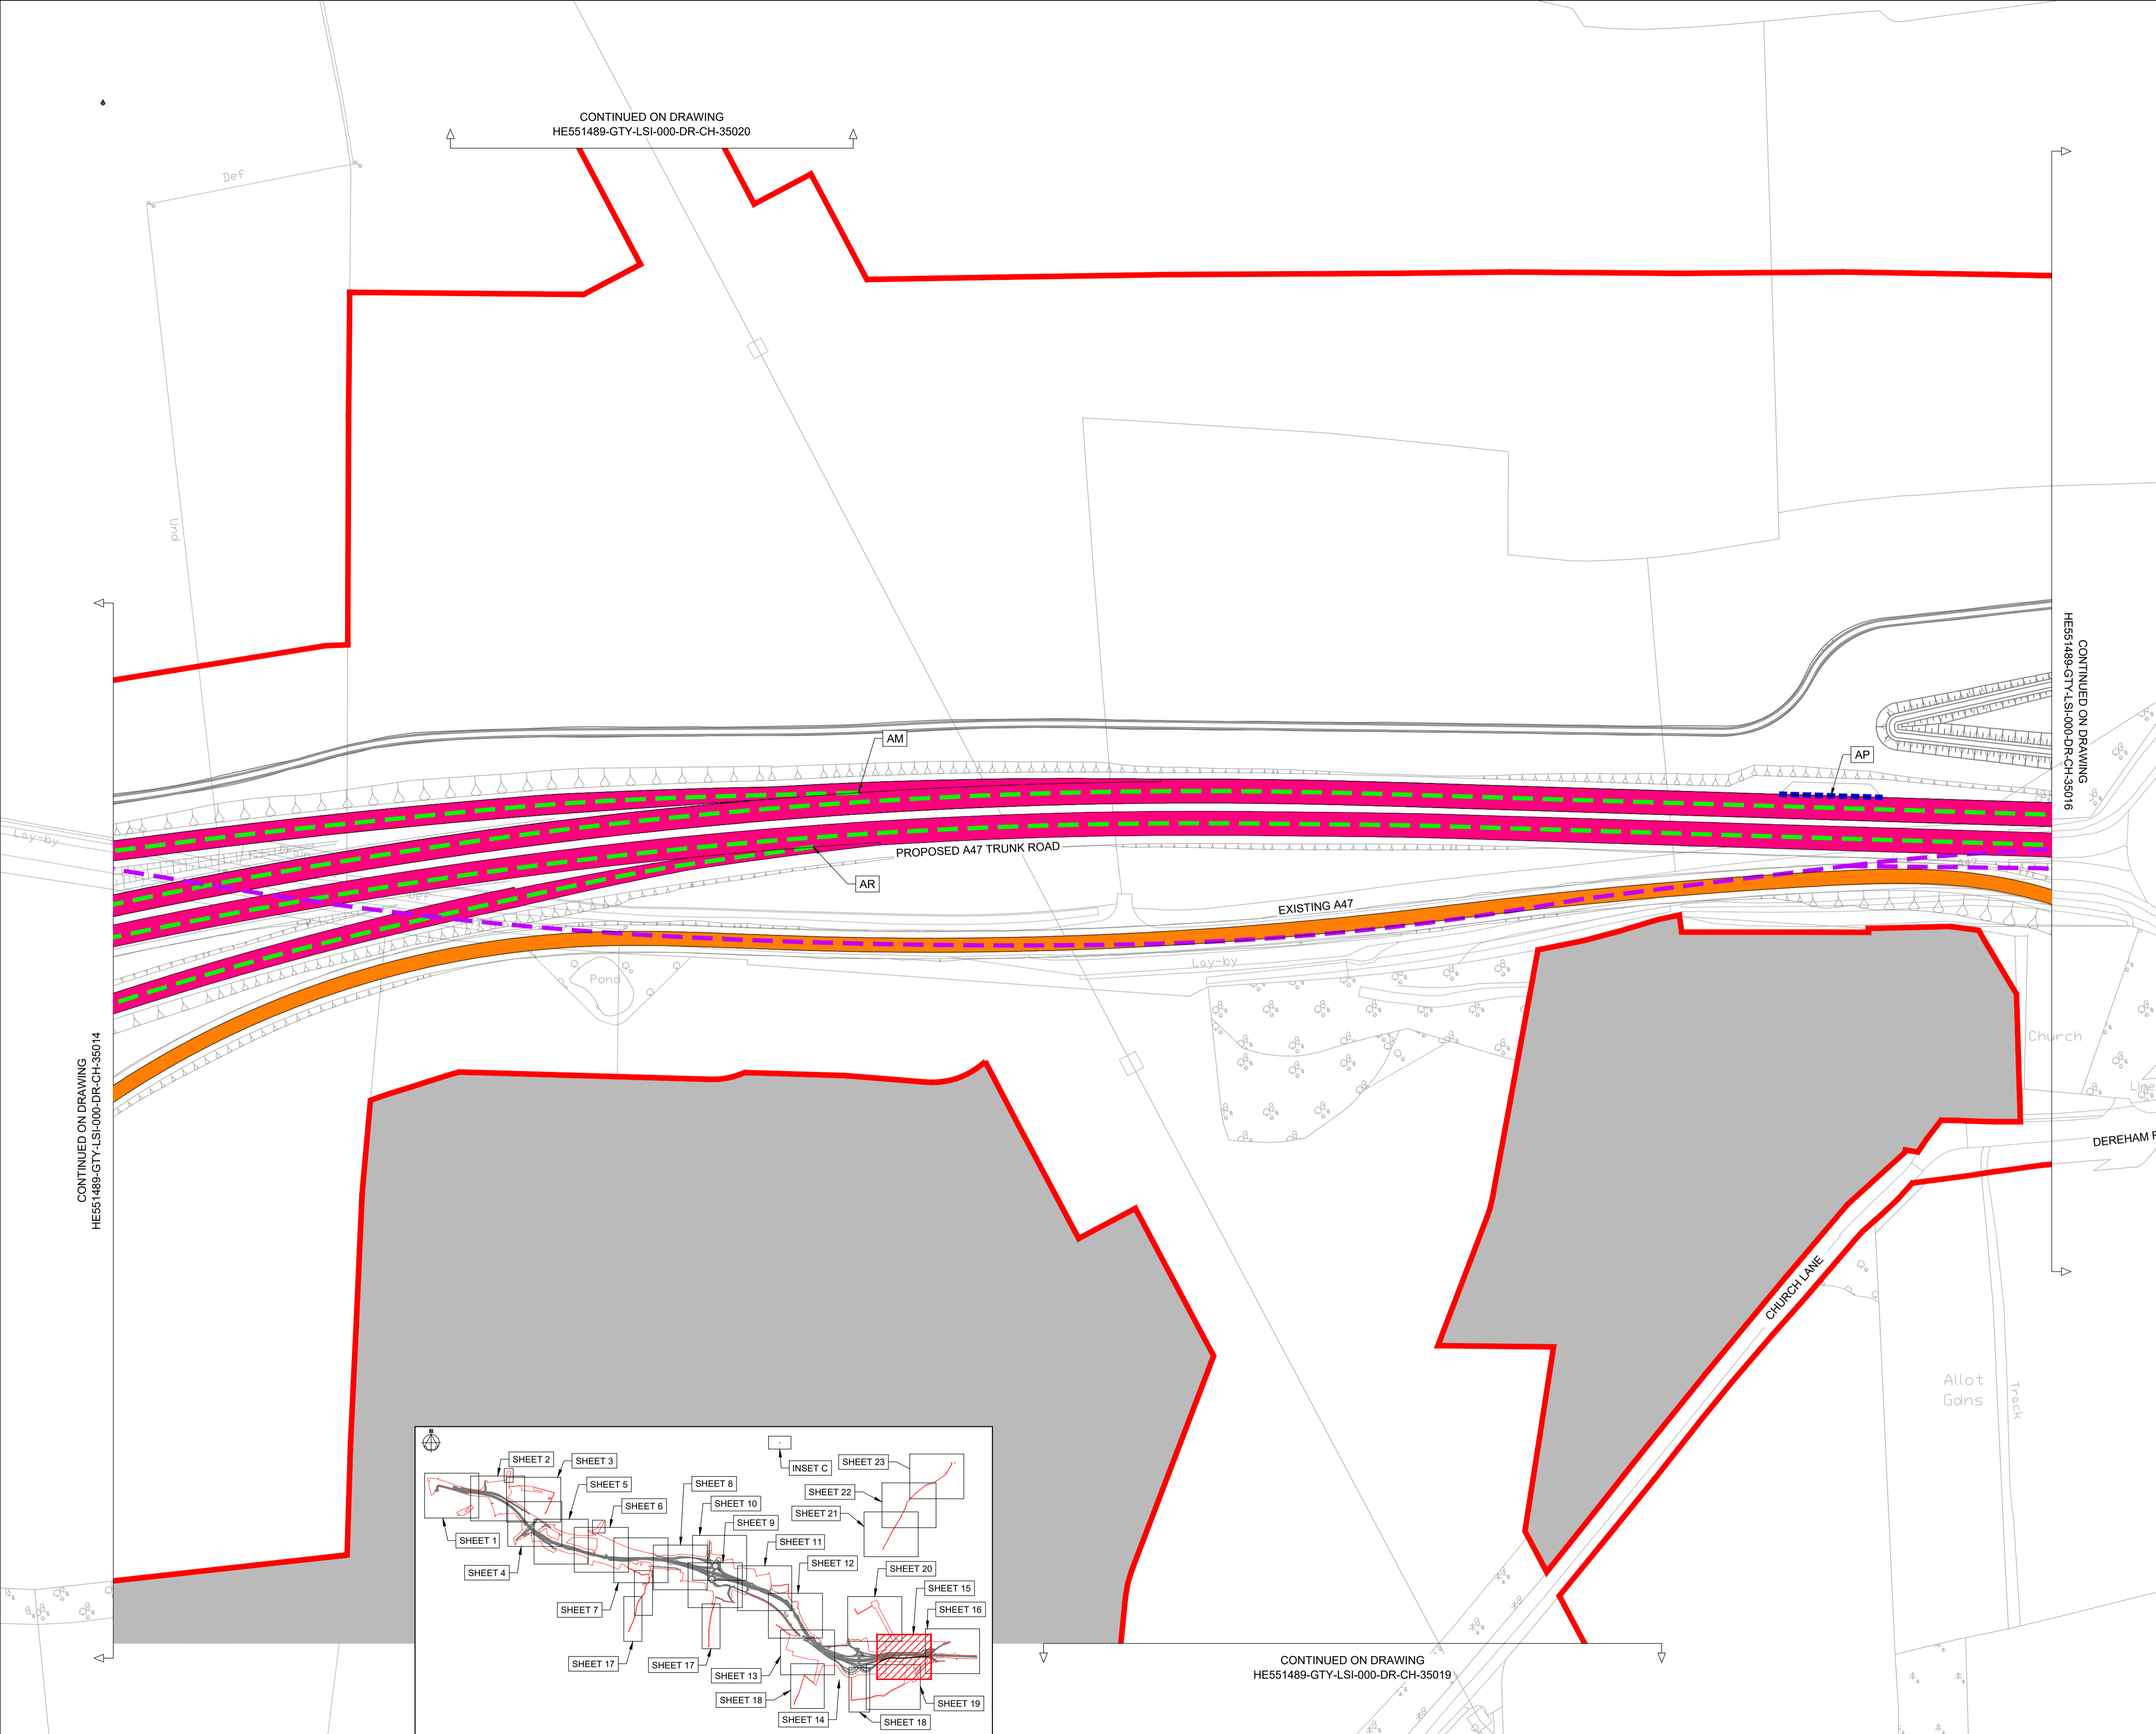 CONTINUED ON DRAWING
HE551489-GTY-LSI-000-DR-CH-35020
Def
Und
CONTINUED ON DRAWING
HE551489-GTY-LSI-000-DR-CH-35016
AM
AP
Lay-by
Drain
PROPOSED A47 TRUNK ROAD
A47
AR
Def
EXISTING A47
Lay-by
Pond
Church
CONTINUED ON DRAWING
HE551489-GTY-LSI-000-DR-CH-35014
DEREHAM
CHURCH LANE
Allot
Gdns
Track
N
INSET C
SHEET 23
SHEET 2
SHEET 3
SHEET 5
SHEET 8
SHEET 22
SHEET 6
SHEET 10
SHEET 21
SHEET 9
SHEET 1
SHEET 11
SHEET 12
SHEET 4
SHEET 20
SHEET 15
SHEET 7
SHEET 16
SHEET 17
SHEET 17
SHEET 13
SHEET 18
SHEET 19
SHEET 14
SHEET 18
CONTINUED ON DRAWING
HE551489-GTY-LSI-000-DR-CH-35019